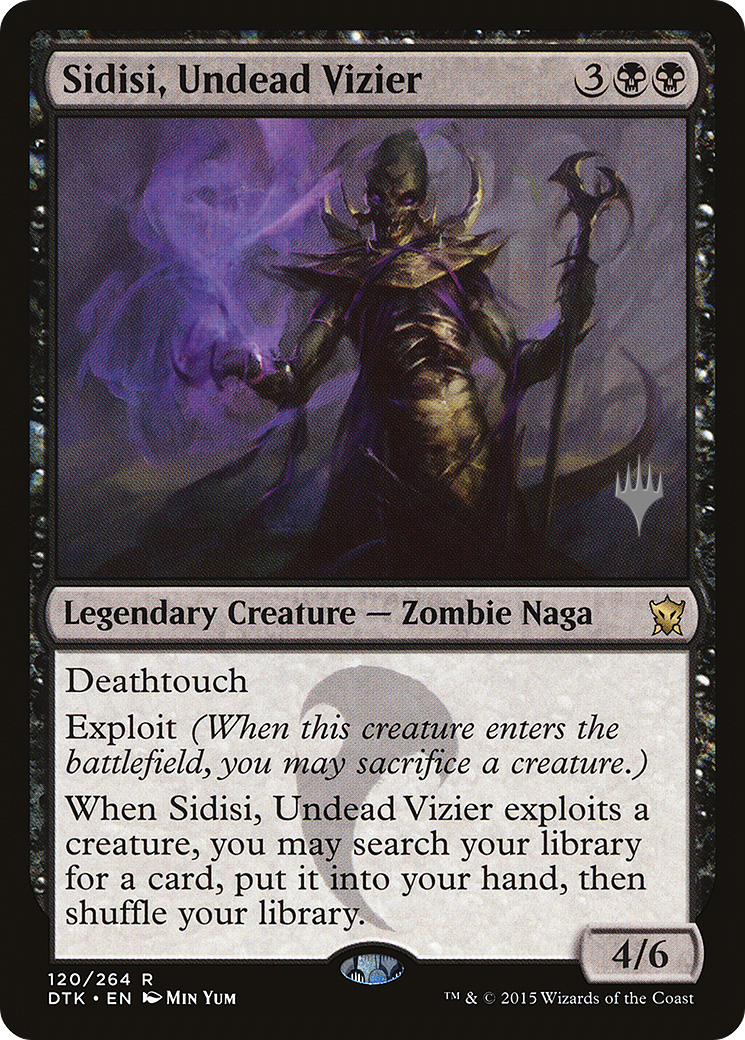 Sidisi, Undead Vizier 3
Legendary Creature — Zombie Naga
Deathtouch
Exploit (When this creature enters the
battlefield, you may sacrifice a creature.)
When Sidisi, Undead Vizier exploits a
creature, you may search your library
for a card, put it into your hand, then
shuffle your library.
4/6
120/264 R
DTK • EN Min Yum
™ & © 2015 Wizards of the Coast